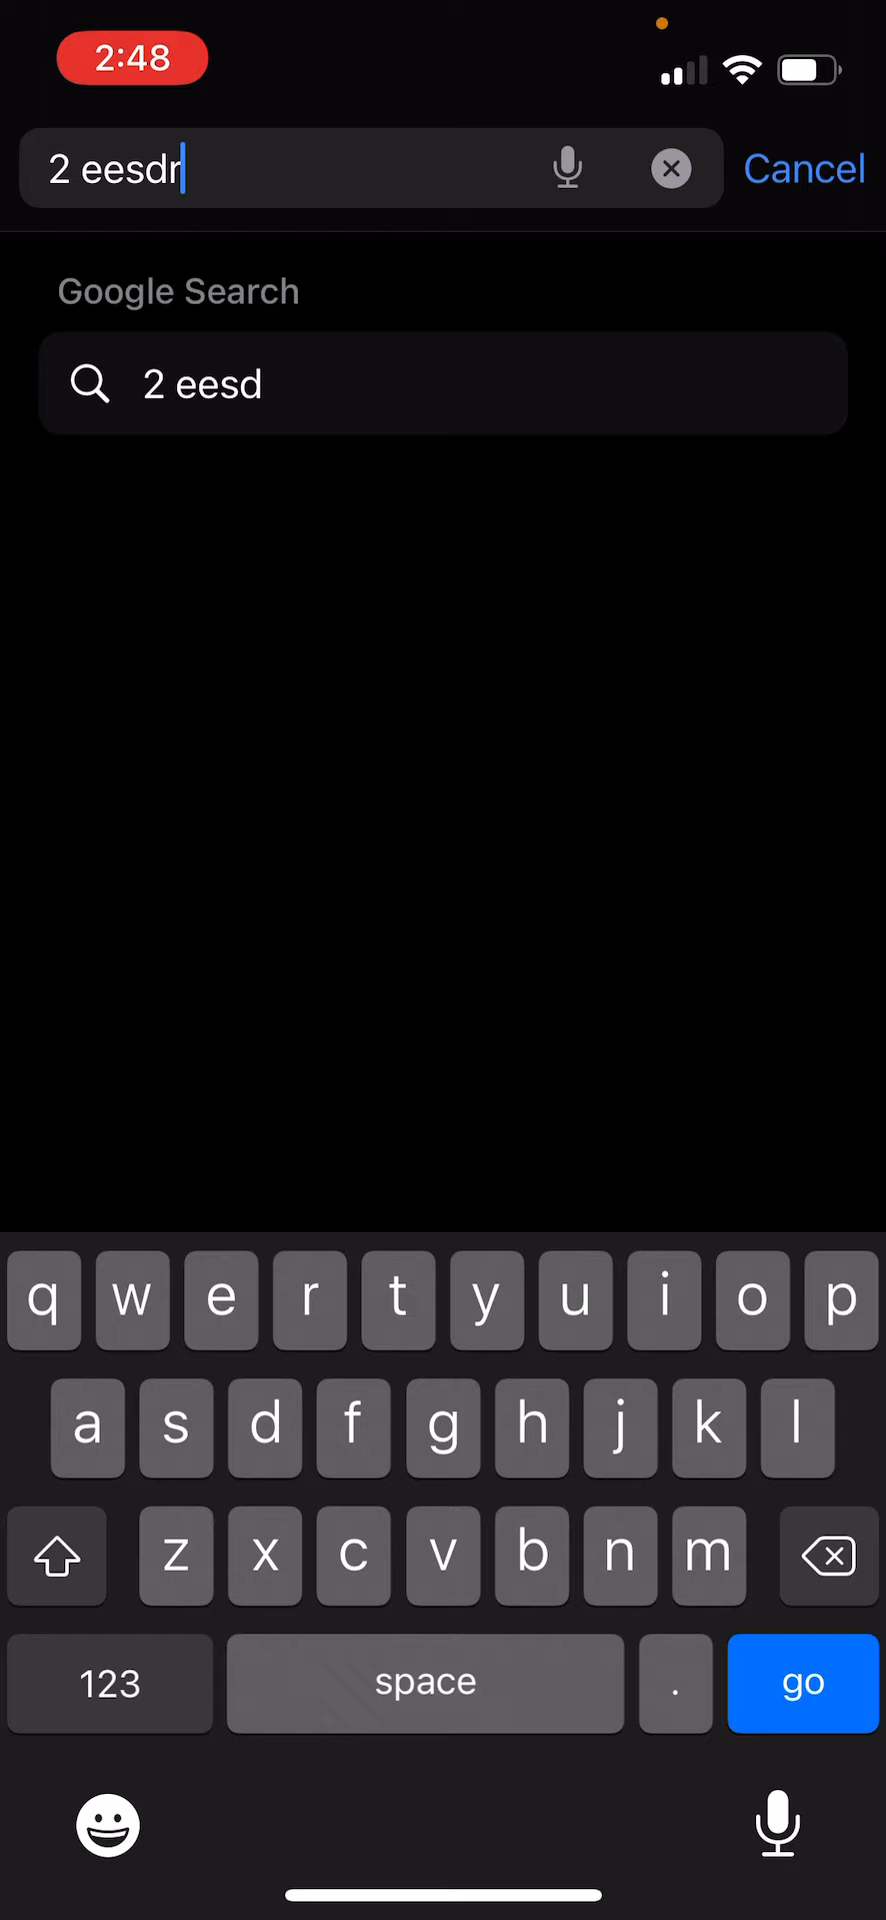 2:48
2 eesdr
Cancel
Google Search
2 eesd
q w e r t y u i o p
a s d f g h j k l
z x c v b n m
123 space . go